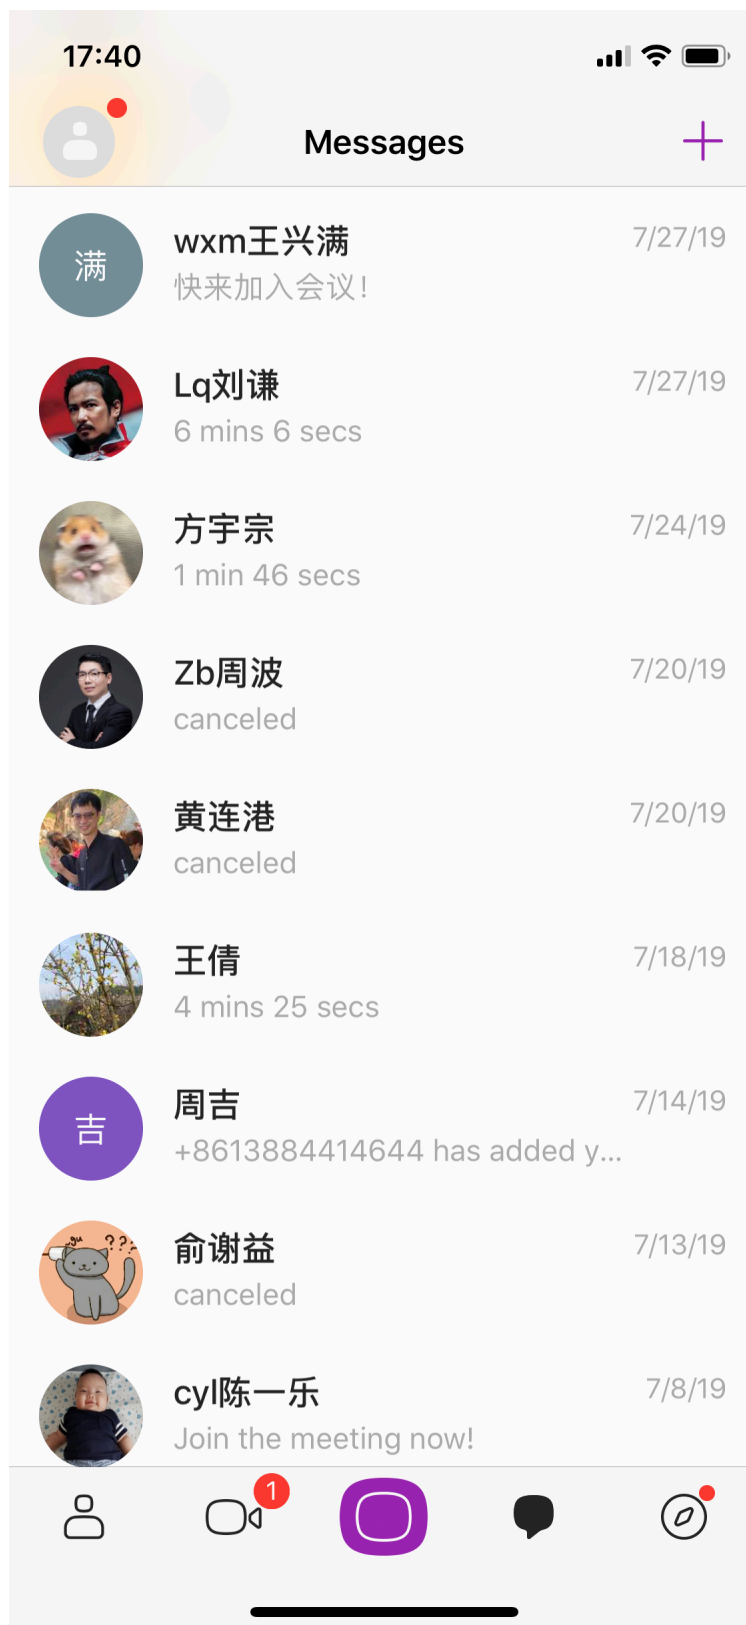 17:40
Messages
满
wxm王兴满
7/27/19
快来加入会议!
Lq刘谦
7/27/19
6 mins 6 secs
方宇宗
7/24/19
1 min 46 secs
Zb周波
7/20/19
canceled
黄连港
7/20/19
canceled
王倩
7/18/19
4 mins 25 secs
吉
周吉
7/14/19
+8613884414644 has added y...
gu ???
俞谢益
7/13/19
canceled
cyl陈一乐
7/8/19
Join the meeting now!
1